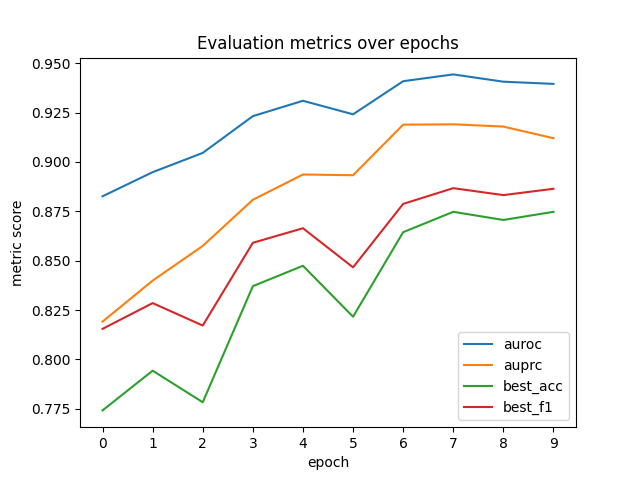 Evaluation metrics over epochs
metric score
0.950
0.925
0.900
0.875
0.850
0.825
0.800
0.775
0 1 2 3 4 5 6 7 8 9
epoch
auroc
auprc
best_acc
best_f1